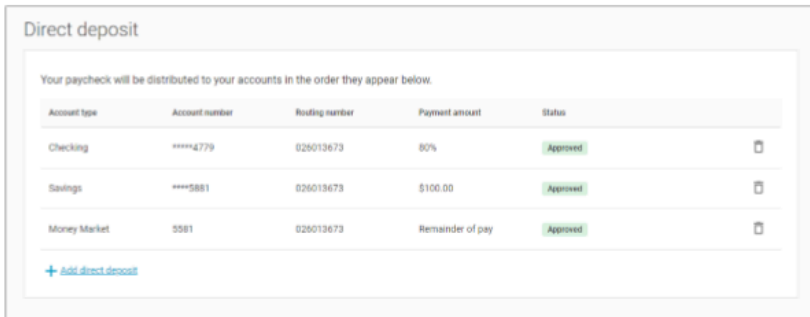 Direct deposit
Your paycheck will be distributed to your accounts in the order they appear below.
Account type Account number Routing number Payment amount Status
Checking *****4779 026013673 80% Approved
Savings ****5881 026013673 $100.00 Approved
Money Market 5581 026013673 Remainder of pay Approved
+ Add direct deposit